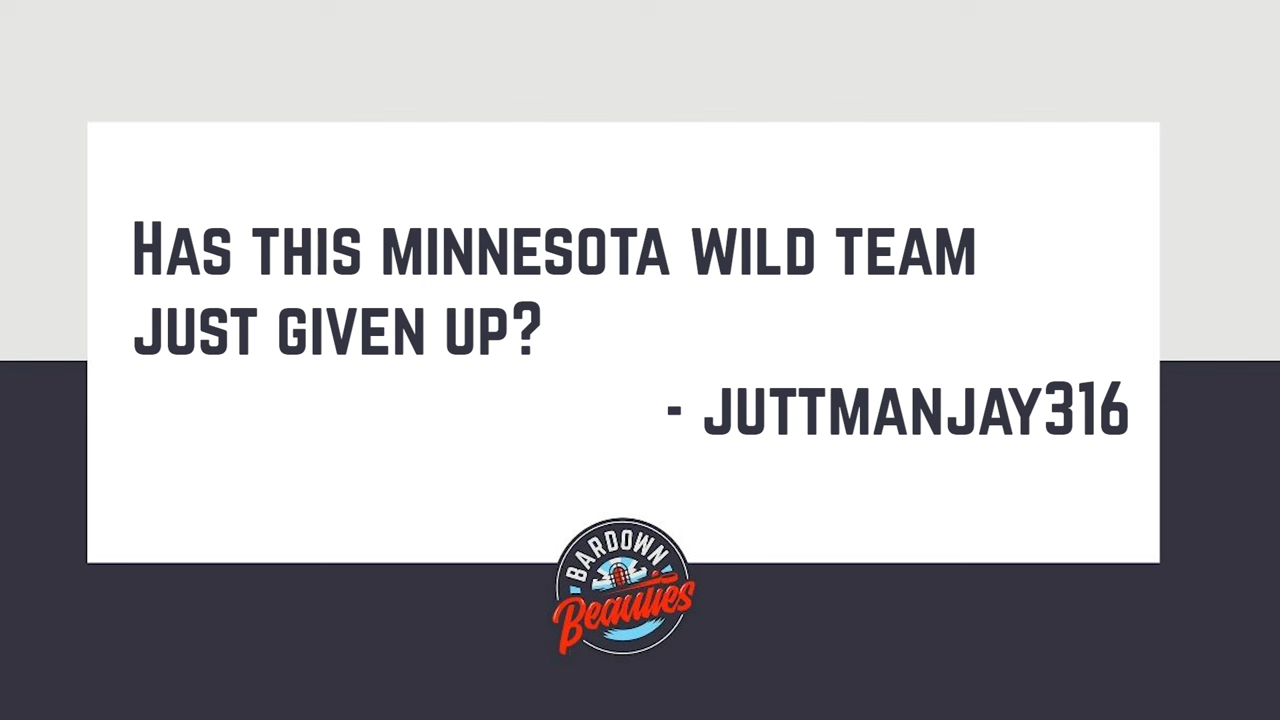 Has this minnesota wild team
just given up?
- juttmanjay316
BARDOWN
Beauties